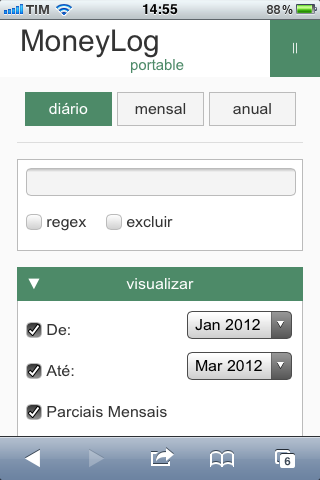 TIM 14:55 88%
MoneyLog
portable
diário mensal anual
regex excluir
visualizar
De: Jan 2012
Até: Mar 2012
Parciais Mensais
6